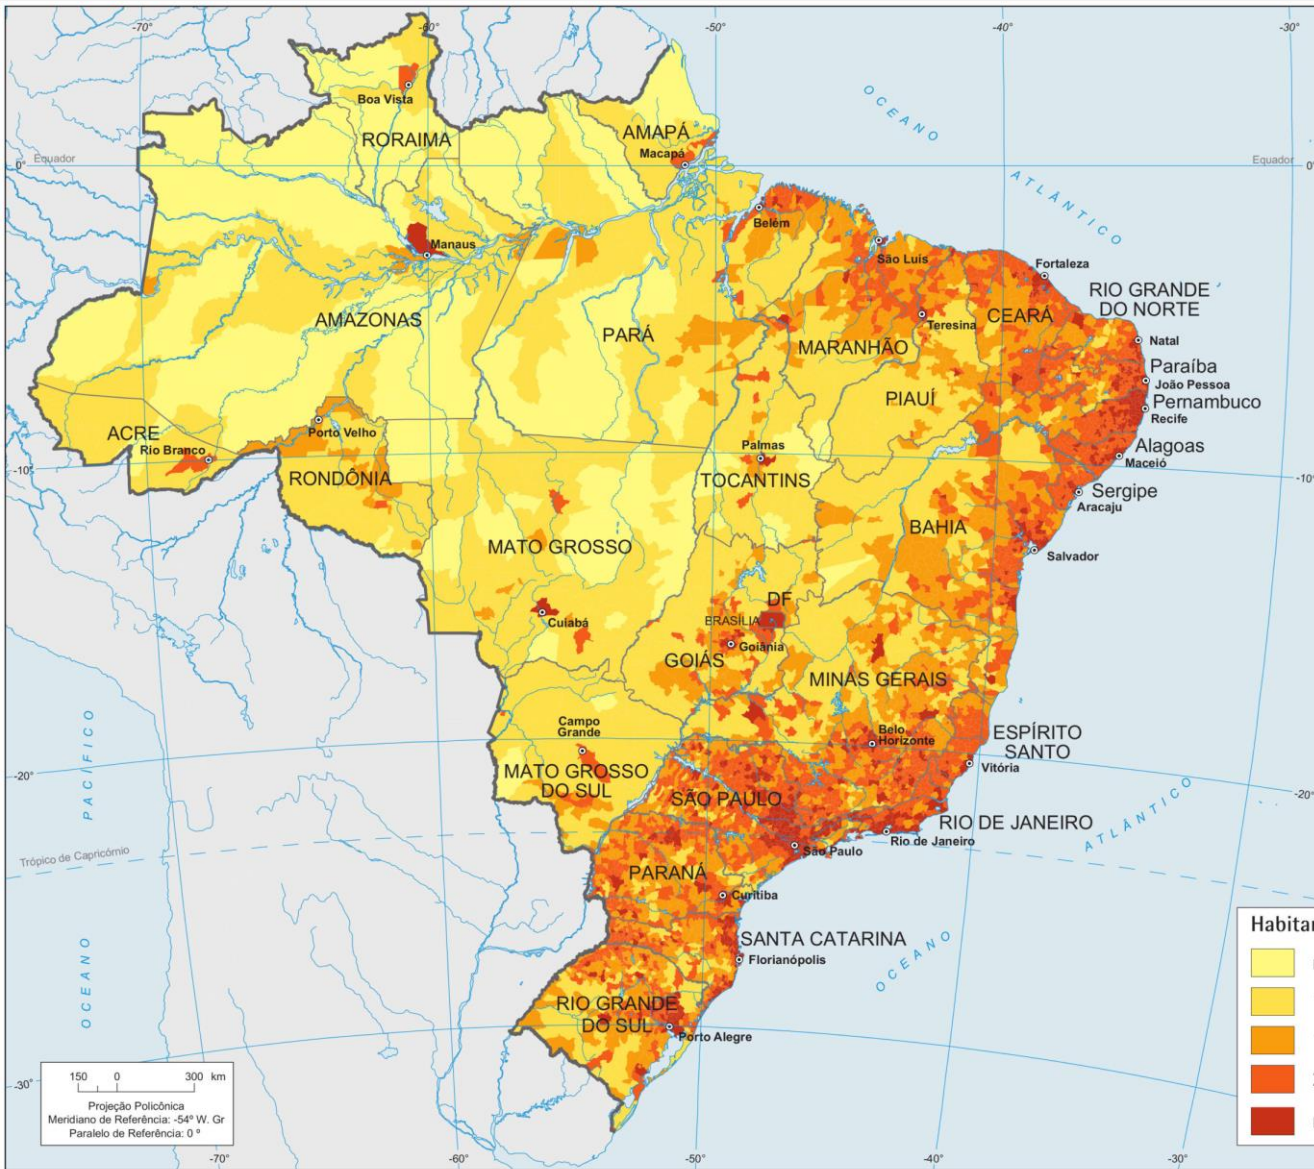 -70°
-60°
-50°
-40°
-30°
Boa Vista
RORAIMA
AMAPÁ
Macapá
OCEANO
ATLÂNTICO
Equador
0°
Equador
0°
Manaus
Belém
São Luis
Fortaleza
RIO GRANDE
DO NORTE
AMAZONAS
PARÁ
MARANHÃO
Teresina
CEARÁ
Natal
Paraíba
João Pessoa
PIAUÍ
Pernambuco
Recife
ACRE
Rio Branco
Porto Velho
Palmas
Alagoas
Maceió
-10°
-10°
RONDÔNIA
TOCANTINS
Sergipe
Aracaju
MATO GROSSO
BAHIA
Salvador
DF
BRASÍLIA
Cuiabá
Goiânia
GOIÁS
MINAS GERAIS
Campo
Grande
Belo
Horizonte
ESPÍRITO
SANTO
Vitória
-20°
-20°
MATO GROSSO
DO SUL
SÃO PAULO
RIO DE JANEIRO
Rio de Janeiro
São Paulo
OCEANO
PACÍFICO
Trópico de Capricórnio
PARANÁ
Curitiba
OCEANO
ATLÂNTICO
SANTA CATARINA
Florianópolis
RIO GRANDE
DO SUL
Porto Alegre
Habitan
-30°
150 0 300 km
Projeção Policônica
Meridiano de Referência: -54º W. Gr
Paralelo de Referência: 0 º
-70°
-60°
-50°
-40°
-30°